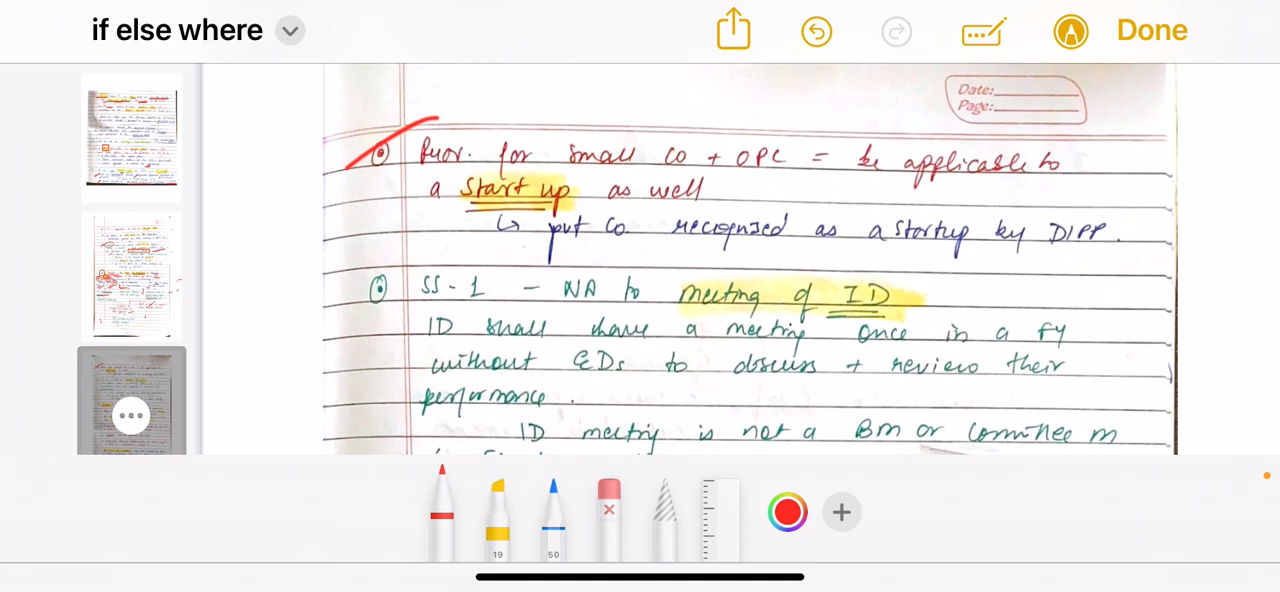 if else where
Done
Date:
Page:
Prov. for small co + OPC = be applicable to
a start up as well
↳ pvt Co. recognised as a startup by DIPP.
SS-1 - NA to meeting of ID
ID shall have a meeting once in a FY
without EDs to discuss + review their
performance.
ID meeting is not a BM or committee m
19
50